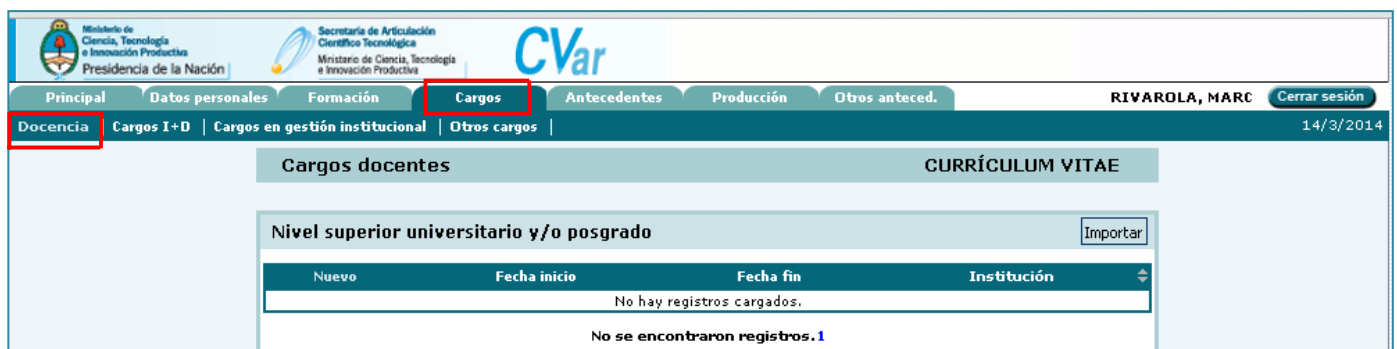 Ministerio de
Ciencia, Tecnología
e Innovación Productiva
Presidencia de la Nación
Secretaría de Articulación
Científico Tecnológica
Ministerio de Ciencia, Tecnología
e Innovación Productiva
CVar
Principal Datos personales Formación Cargos Antecedentes Producción Otros anteced. RIVAROLA, MARC Cerrar sesión
Docencia | Cargos I+D | Cargos en gestión institucional | Otros cargos | 14/3/2014
Cargos docentes CURRÍCULUM VITAE
Nivel superior universitario y/o posgrado Importar
Nuevo Fecha inicio Fecha fin Institución
No hay registros cargados.
No se encontraron registros.1